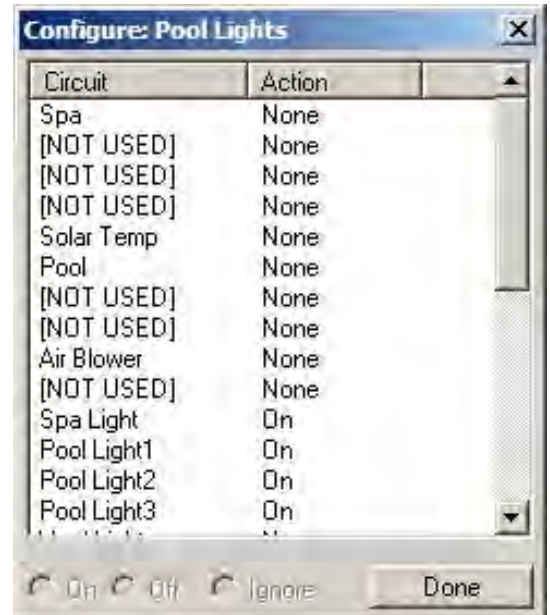 Configure: Pool Lights
Circuit Action
Spa None
[NOT USED] None
[NOT USED] None
[NOT USED] None
Solar Temp None
Pool None
[NOT USED] None
[NOT USED] None
Air Blower None
[NOT USED] None
Spa Light On
Pool Light1 On
Pool Light2 On
Pool Light3 On
On Off Ignore Done